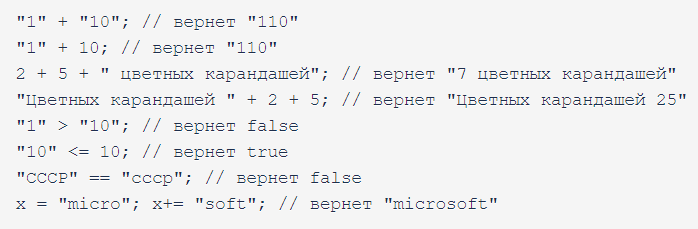 "1" + "10"; // вернет "110"
"1" + 10; // вернет "110"
2 + 5 + " цветных карандашей"; // вернет "7 цветных карандашей"
"Цветных карандашей " + 2 + 5; // вернет "Цветных карандашей 25"
"1" > "10"; // вернет false
"10" <= 10; // вернет true
"СССР" == "ссср"; // вернет false
x = "micro"; x+= "soft"; // вернет "microsoft"